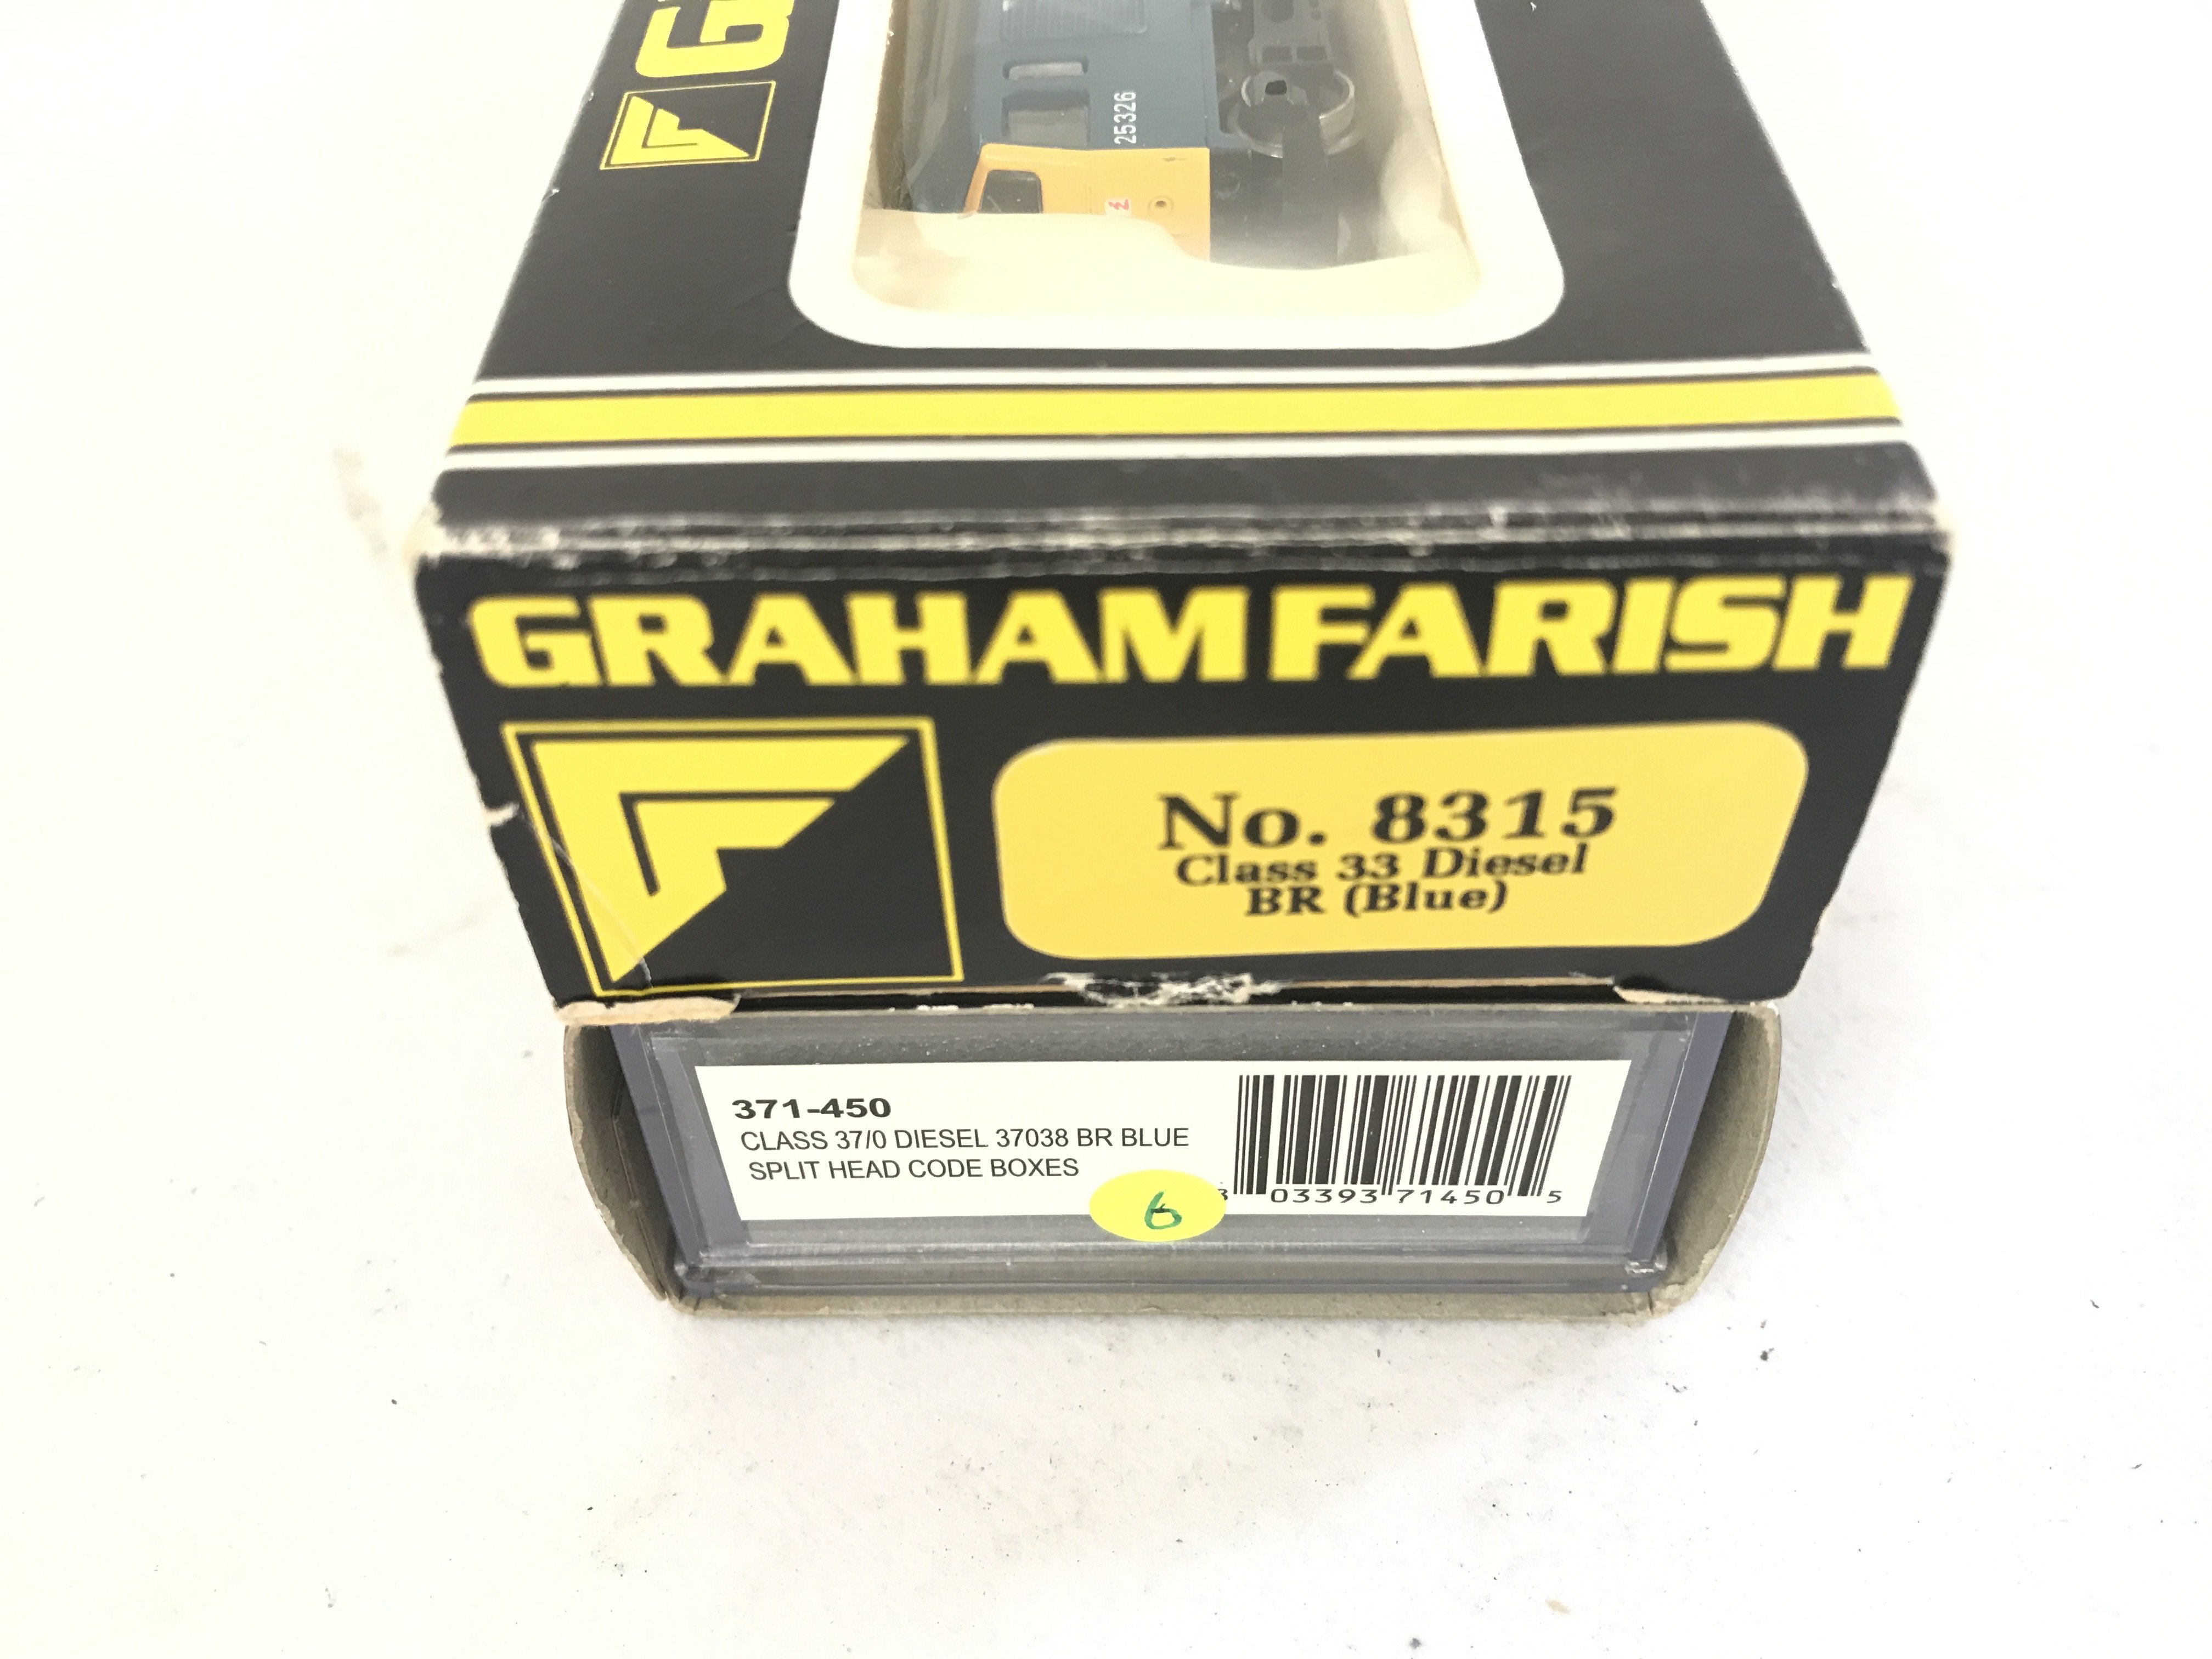 G
25326
GRAHAM FARISH
No. 8315
Class 33 Diesel
BR (Blue)
371-450
CLASS 37/0 DIESEL 37038 BR BLUE
SPLIT HEAD CODE BOXES
03393 71450 5
6